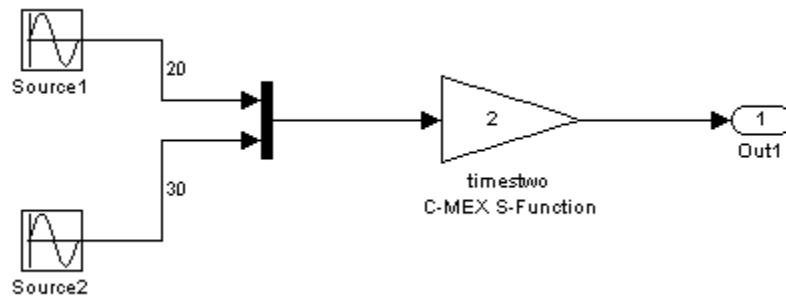 Source1
20
30
Source2
2
timestwo
C-MEX S-Function
1
Out1